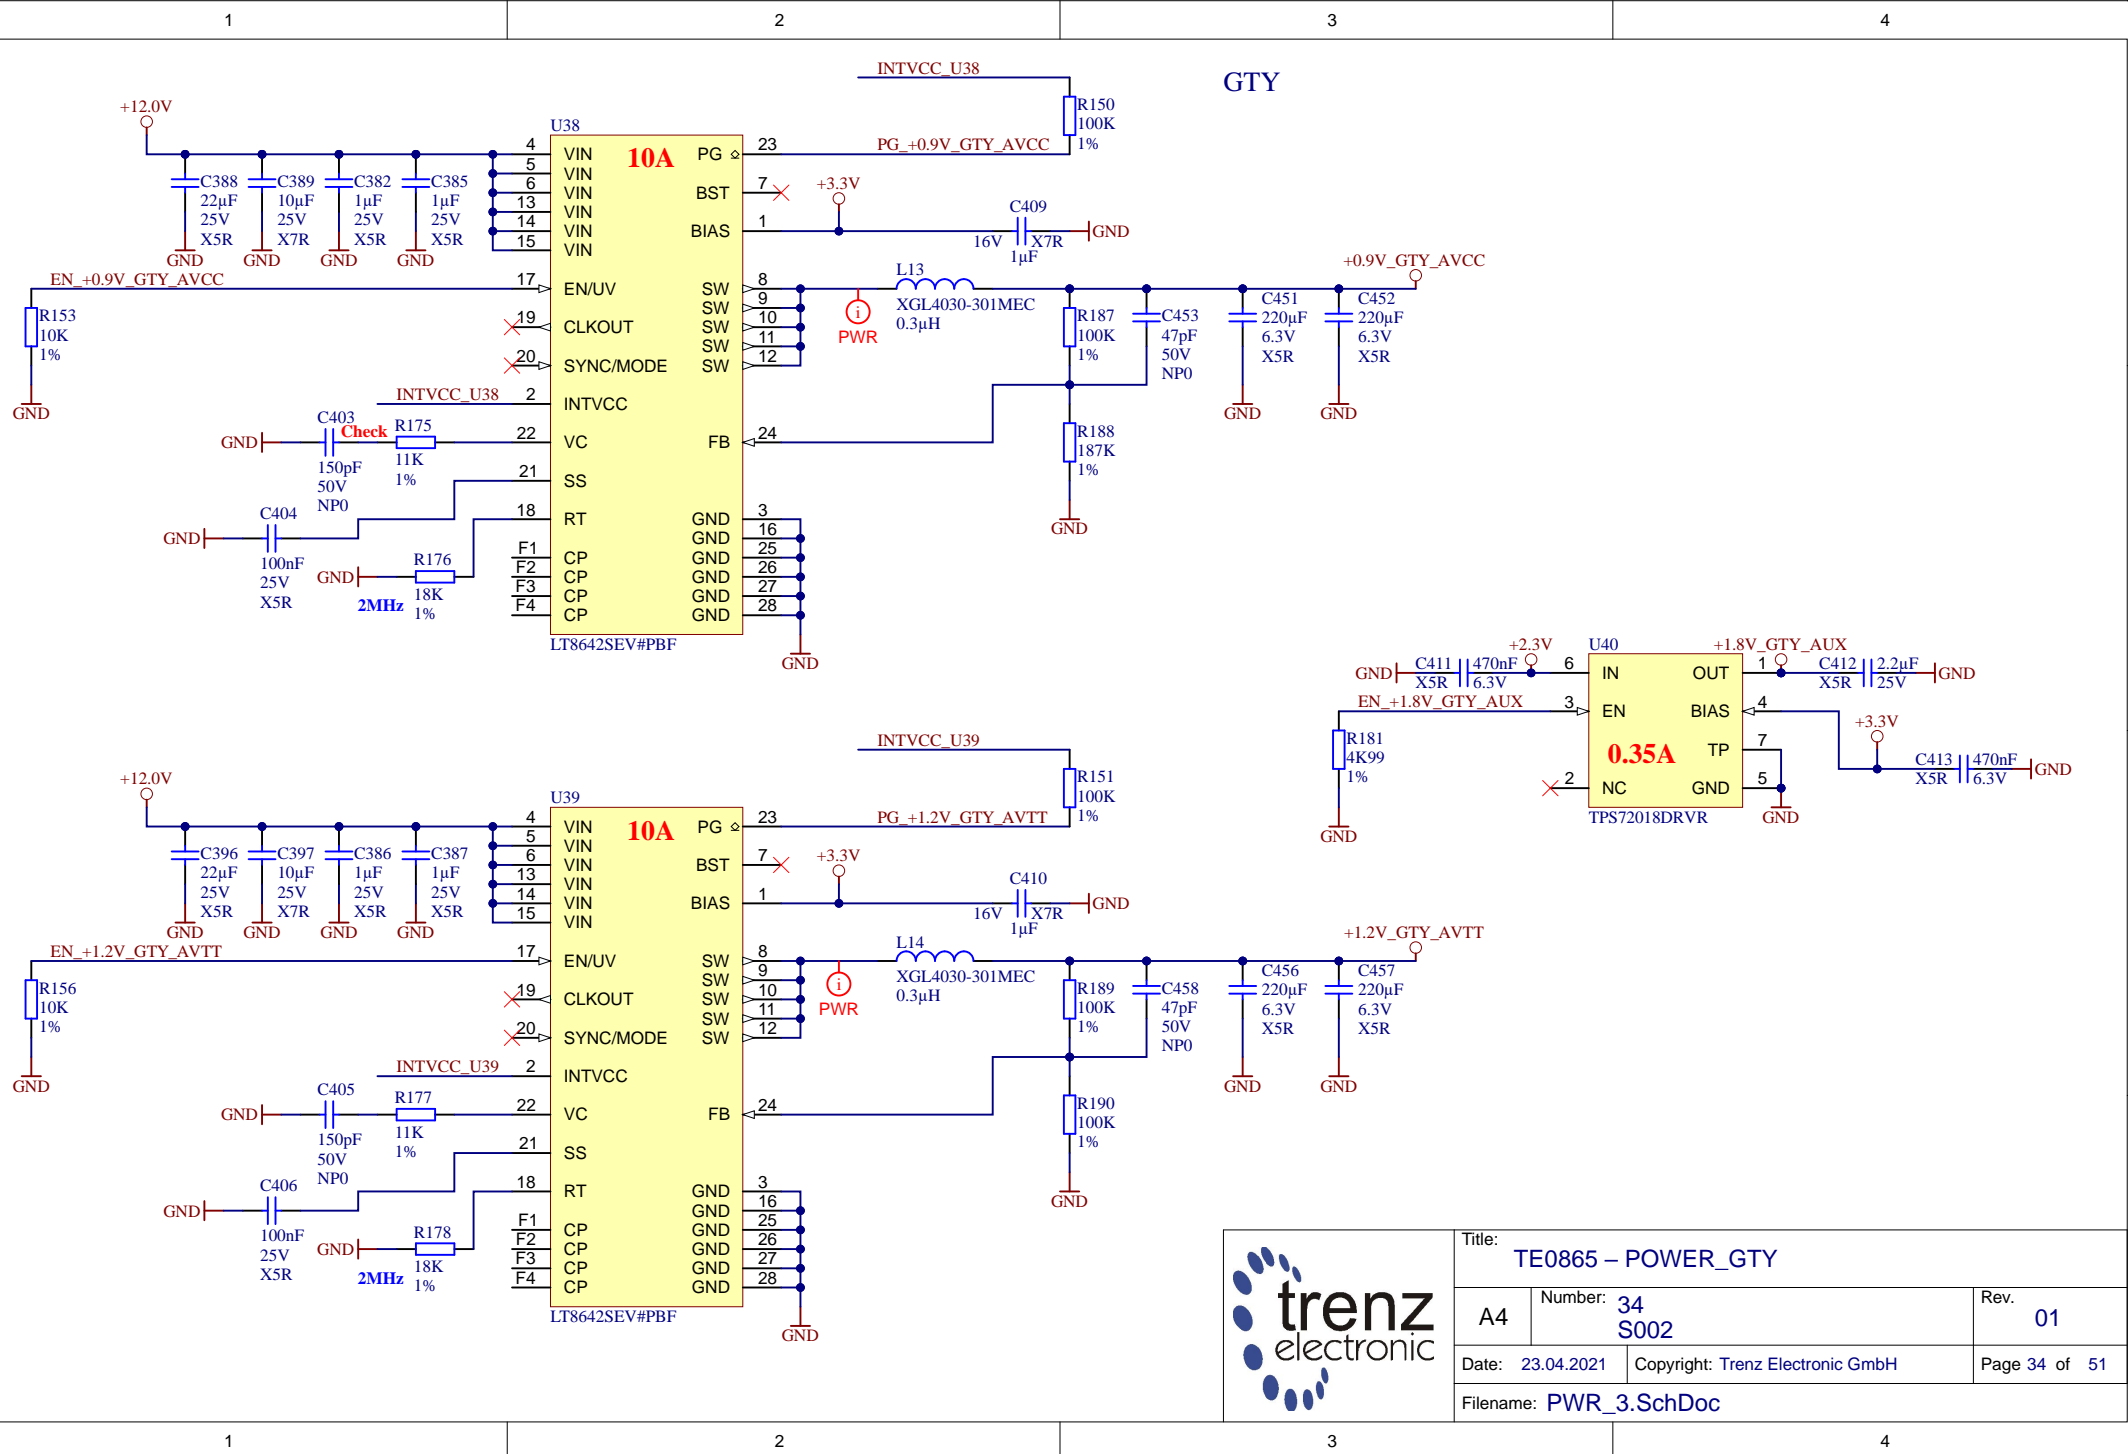 1
2
3
4
GTY
INTVCC_U38
R150
100K
1%
PG_+0.9V_GTY_AVCC
+12.0V
C388
22µF
25V
X5R
GND
C389
10µF
25V
X7R
GND
C382
1µF
25V
X5R
GND
C385
1µF
25V
X5R
GND
EN_+0.9V_GTY_AVCC
R153
10K
1%
GND
INTVCC_U38
GND
C403
150pF
50V
NP0
Check
R175
11K
1%
GND
C404
100nF
25V
X5R
GND
R176
18K
1%
2MHz
U38
10A
4 VIN
5 VIN
6 VIN
13 VIN
14 VIN
15 VIN
17 EN/UV
19 CLKOUT
20 SYNC/MODE
2 INTVCC
22 VC
21 SS
18 RT
F1 CP
F2 CP
F3 CP
F4 CP
PG 23
BST 7
BIAS 1
SW 8
SW 9
SW 10
SW 11
SW 12
FB 24
GND 3
GND 16
GND 25
GND 26
GND 27
GND 28
LT8642SEV#PBF
GND
+3.3V
C409
16V
X7R
1µF
GND
i
PWR
L13
XGL4030-301MEC
0.3µH
R187
100K
1%
C453
47pF
50V
NP0
R188
187K
1%
GND
C451
220µF
6.3V
X5R
GND
C452
220µF
6.3V
X5R
GND
+0.9V_GTY_AVCC
+2.3V
GND
C411
X5R
470nF
6.3V
EN_+1.8V_GTY_AUX
R181
4K99
1%
GND
U40
6 IN
3 EN
2 NC
0.35A
OUT 1
BIAS 4
TP 7
GND 5
TPS72018DRVR
+1.8V_GTY_AUX
C412
X5R
2.2µF
25V
GND
+3.3V
C413
X5R
470nF
6.3V
GND
GND
INTVCC_U39
R151
100K
1%
PG_+1.2V_GTY_AVTT
+12.0V
C396
22µF
25V
X5R
GND
C397
10µF
25V
X7R
GND
C386
1µF
25V
X5R
GND
C387
1µF
25V
X5R
GND
EN_+1.2V_GTY_AVTT
R156
10K
1%
GND
INTVCC_U39
GND
C405
150pF
50V
NP0
R177
11K
1%
GND
C406
100nF
25V
X5R
GND
R178
18K
1%
2MHz
U39
10A
4 VIN
5 VIN
6 VIN
13 VIN
14 VIN
15 VIN
17 EN/UV
19 CLKOUT
20 SYNC/MODE
2 INTVCC
22 VC
21 SS
18 RT
F1 CP
F2 CP
F3 CP
F4 CP
PG 23
BST 7
BIAS 1
SW 8
SW 9
SW 10
SW 11
SW 12
FB 24
GND 3
GND 16
GND 25
GND 26
GND 27
GND 28
LT8642SEV#PBF
GND
+3.3V
C410
16V
X7R
1µF
GND
i
PWR
L14
XGL4030-301MEC
0.3µH
R189
100K
1%
C458
47pF
50V
NP0
R190
100K
1%
GND
C456
220µF
6.3V
X5R
GND
C457
220µF
6.3V
X5R
GND
+1.2V_GTY_AVTT
trenz
electronic
Title:
TE0865 – POWER_GTY
A4
Number: 34
S002
Rev.
01
Date: 23.04.2021
Copyright: Trenz Electronic GmbH
Page 34 of 51
Filename: PWR_3.SchDoc
1
2
3
4